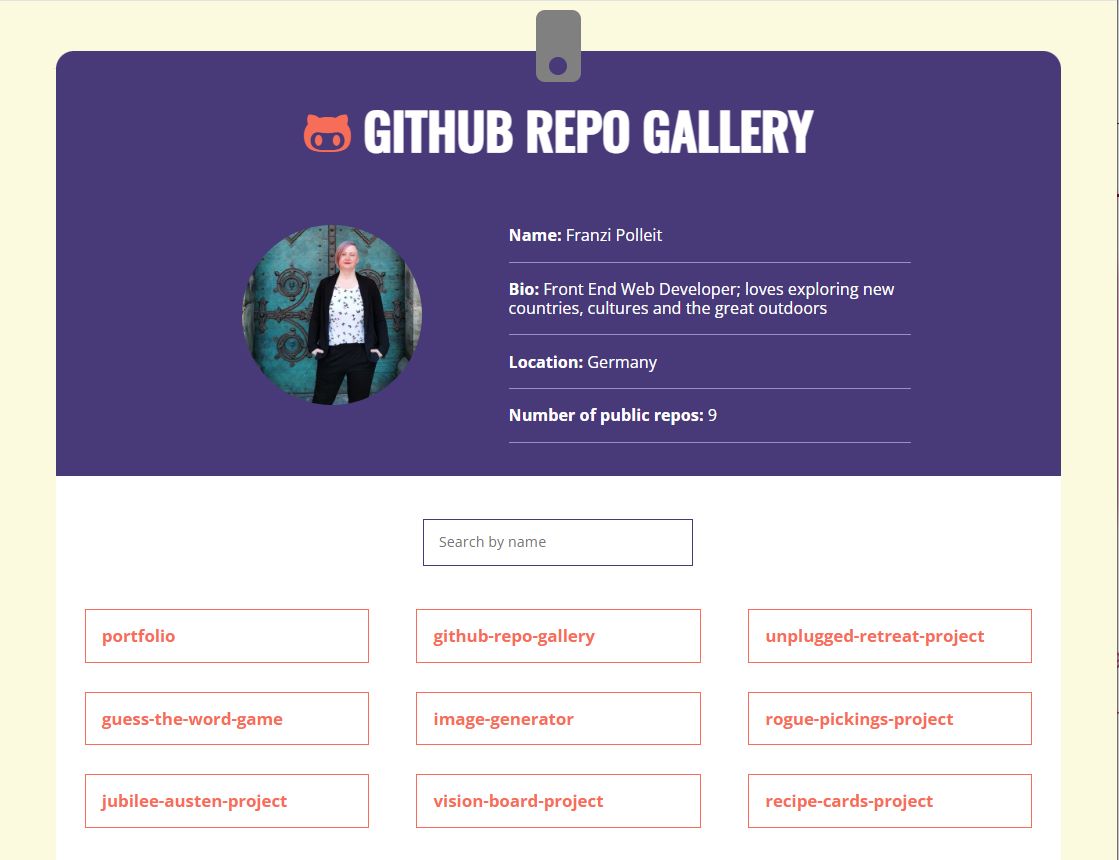 GITHUB REPO GALLERY
Name: Franzi Polleit
Bio: Front End Web Developer; loves exploring new
countries, cultures and the great outdoors
Location: Germany
Number of public repos: 9
Search by name
portfolio
github-repo-gallery
unplugged-retreat-project
guess-the-word-game
image-generator
rogue-pickings-project
jubilee-austen-project
vision-board-project
recipe-cards-project